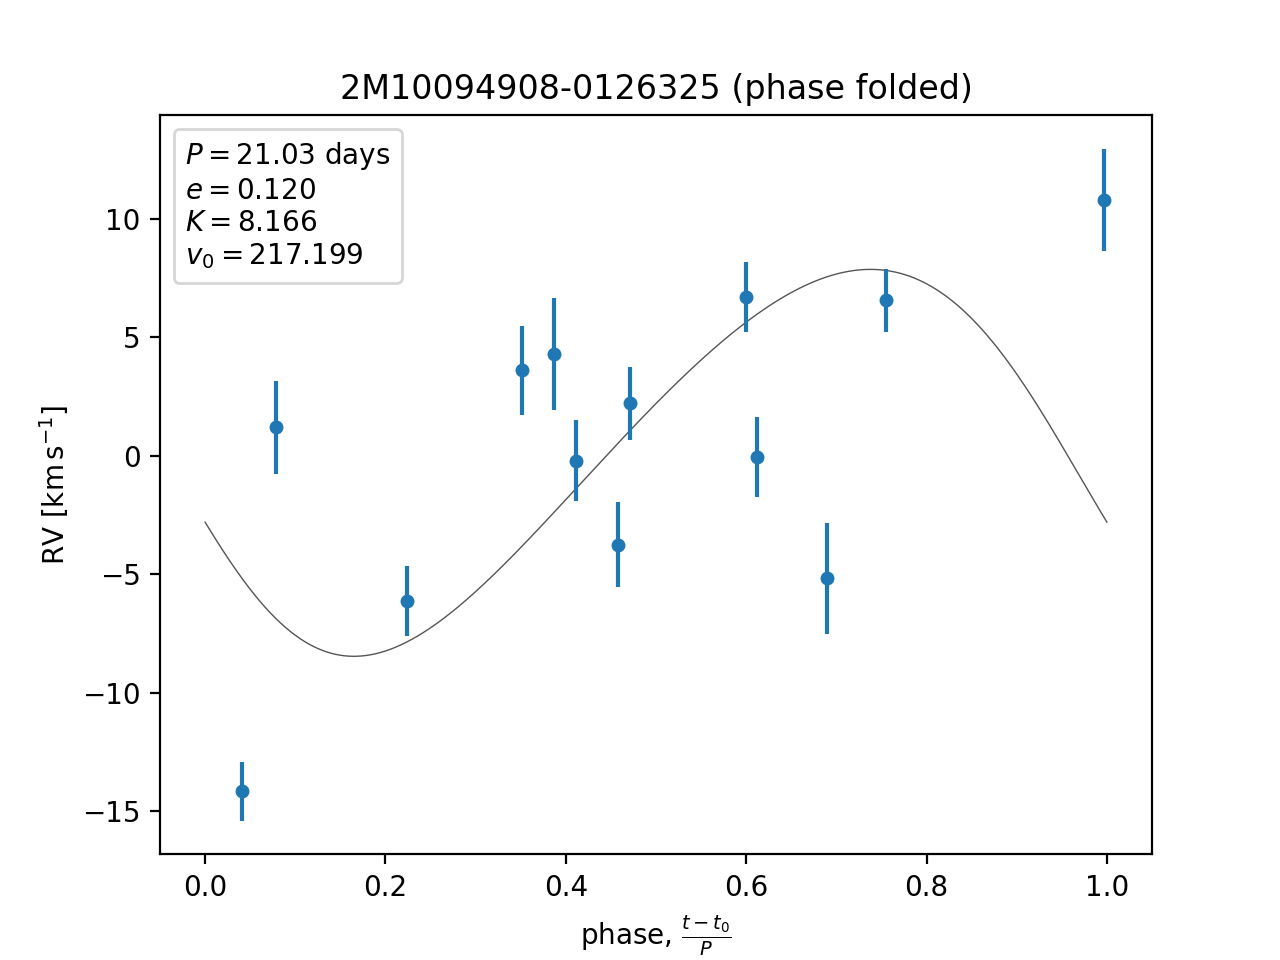 2M10094908-0126325 (phase folded)
P = 21.03 days
e = 0.120
K = 8.166
v₀ = 217.199
RV [km s⁻¹]
10
5
0
−5
−10
−15
0.0 0.2 0.4 0.6 0.8 1.0
phase, (t − t₀)/P